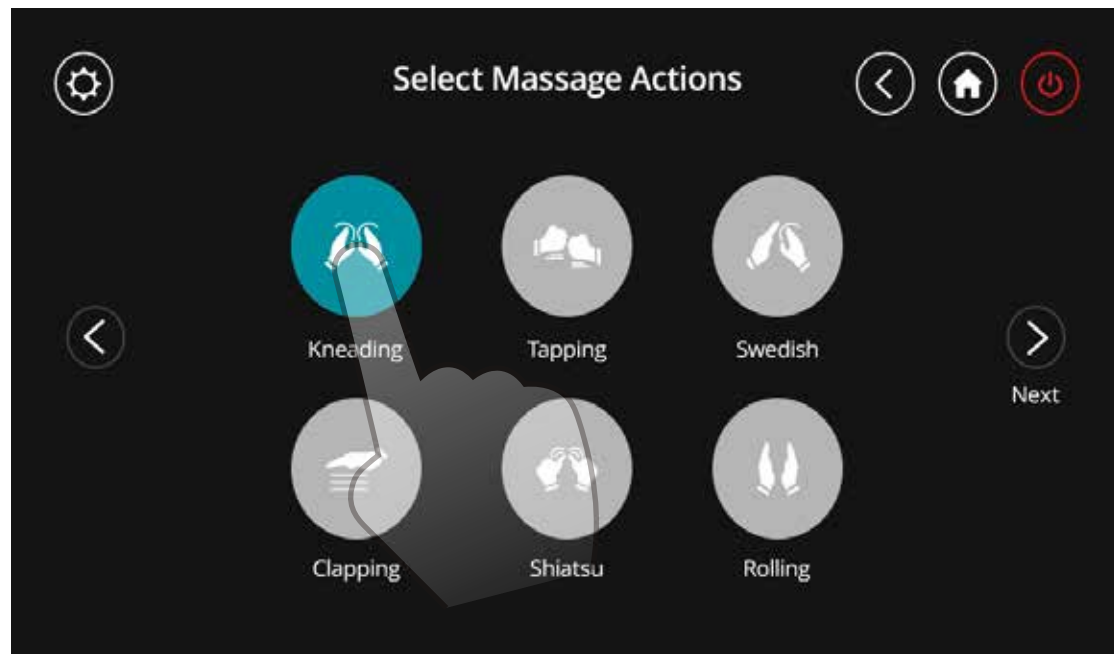 Select Massage Actions
Kneading
Tapping
Swedish
Next
Clapping
Shiatsu
Rolling